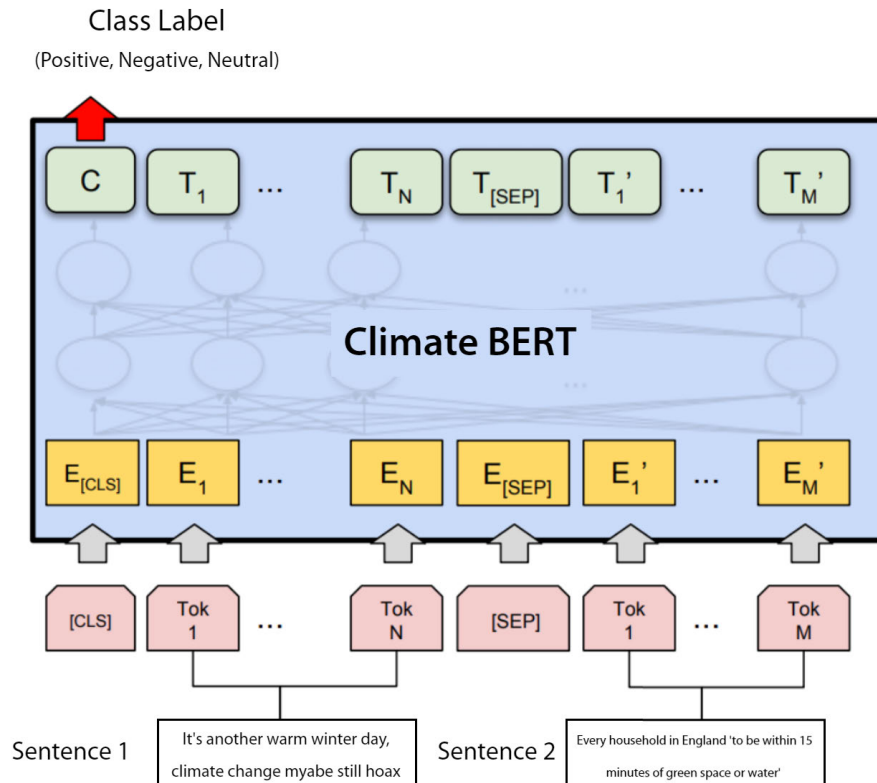 Class Label
(Positive, Negative, Neutral)
C T1 ... TN T[SEP] T1' ... TM'
...
Climate BERT
...
E[CLS] E1 ... EN E[SEP] E1' ... EM'
[CLS] Tok 1 ... Tok N [SEP] Tok 1 ... Tok M
Sentence 1
It's another warm winter day,
climate change myabe still hoax
Sentence 2
Every household in England 'to be within 15
minutes of green space or water'